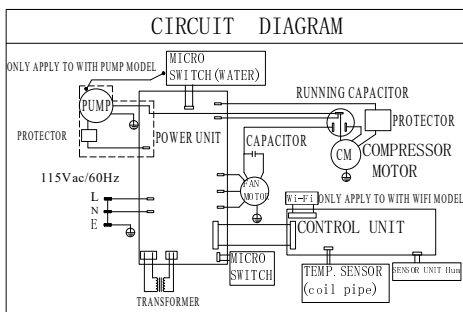 CIRCUIT DIAGRAM
ONLY APPLY TO WITH PUMP MODEL
MICRO
SWITCH(WATER)
RUNNING CAPACITOR
PUMP
PROTECTOR
POWER UNIT
CAPACITOR
PROTECTOR
CM
COMPRESSOR
MOTOR
115Vac/60Hz
L
N
E
FAN
MOTOR
Wi-Fi
ONLY APPLY TO WITH WIFI MODEL
CONTROL UNIT
MICRO
SWITCH
TEMP.SENSOR
(coil pipe)
SENSOR UNIT Hum
TRANSFORMER